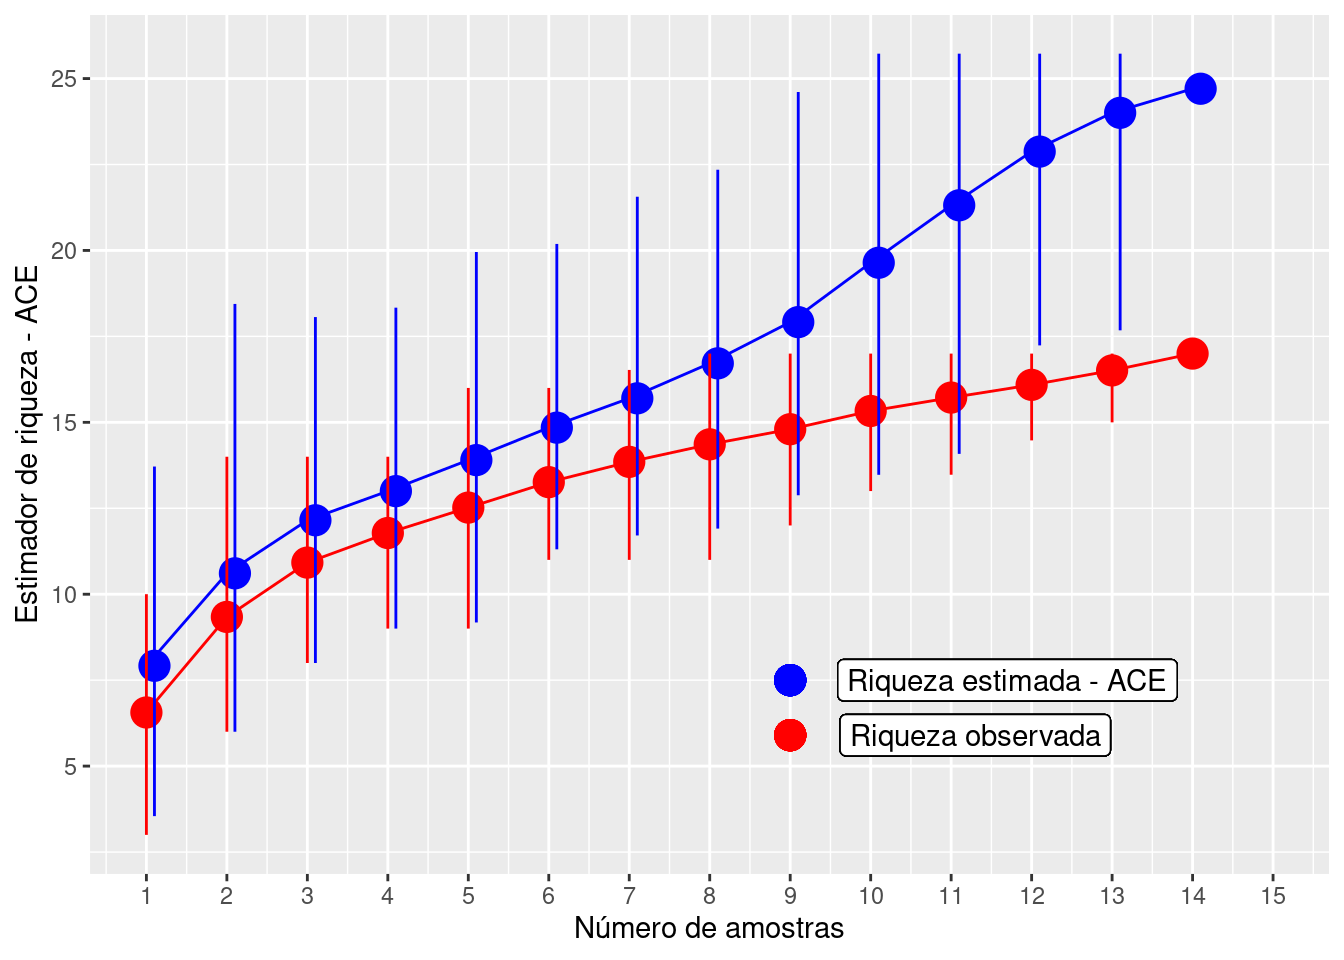 Estimador de riqueza - ACE
25
20
15
10
5
Riqueza estimada - ACE
Riqueza observada
1 2 3 4 5 6 7 8 9 10 11 12 13 14 15
Número de amostras